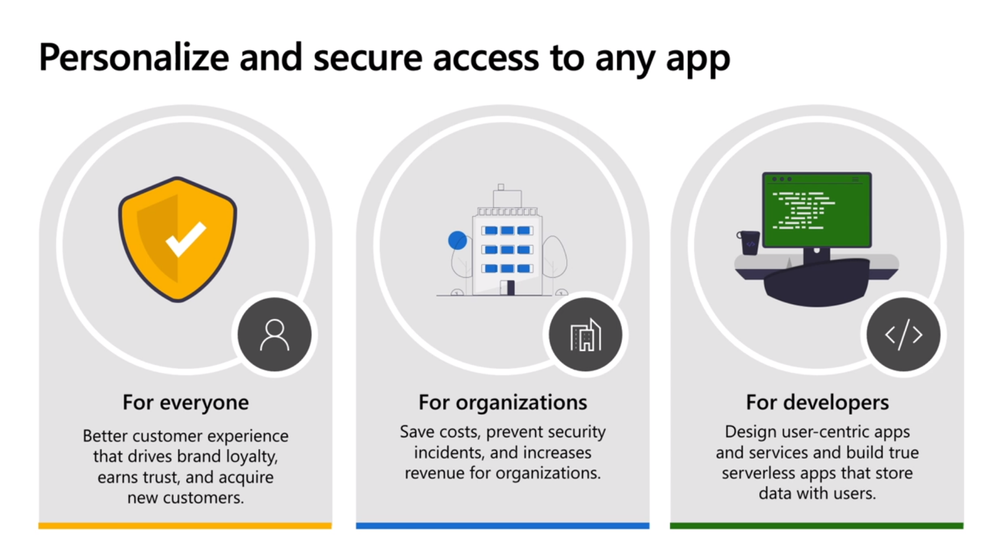 Personalize and secure access to any app
For everyone
Better customer experience
that drives brand loyalty,
earns trust, and acquire
new customers.
For organizations
Save costs, prevent security
incidents, and increases
revenue for organizations.
For developers
Design user-centric apps
and services and build true
serverless apps that store
data with users.